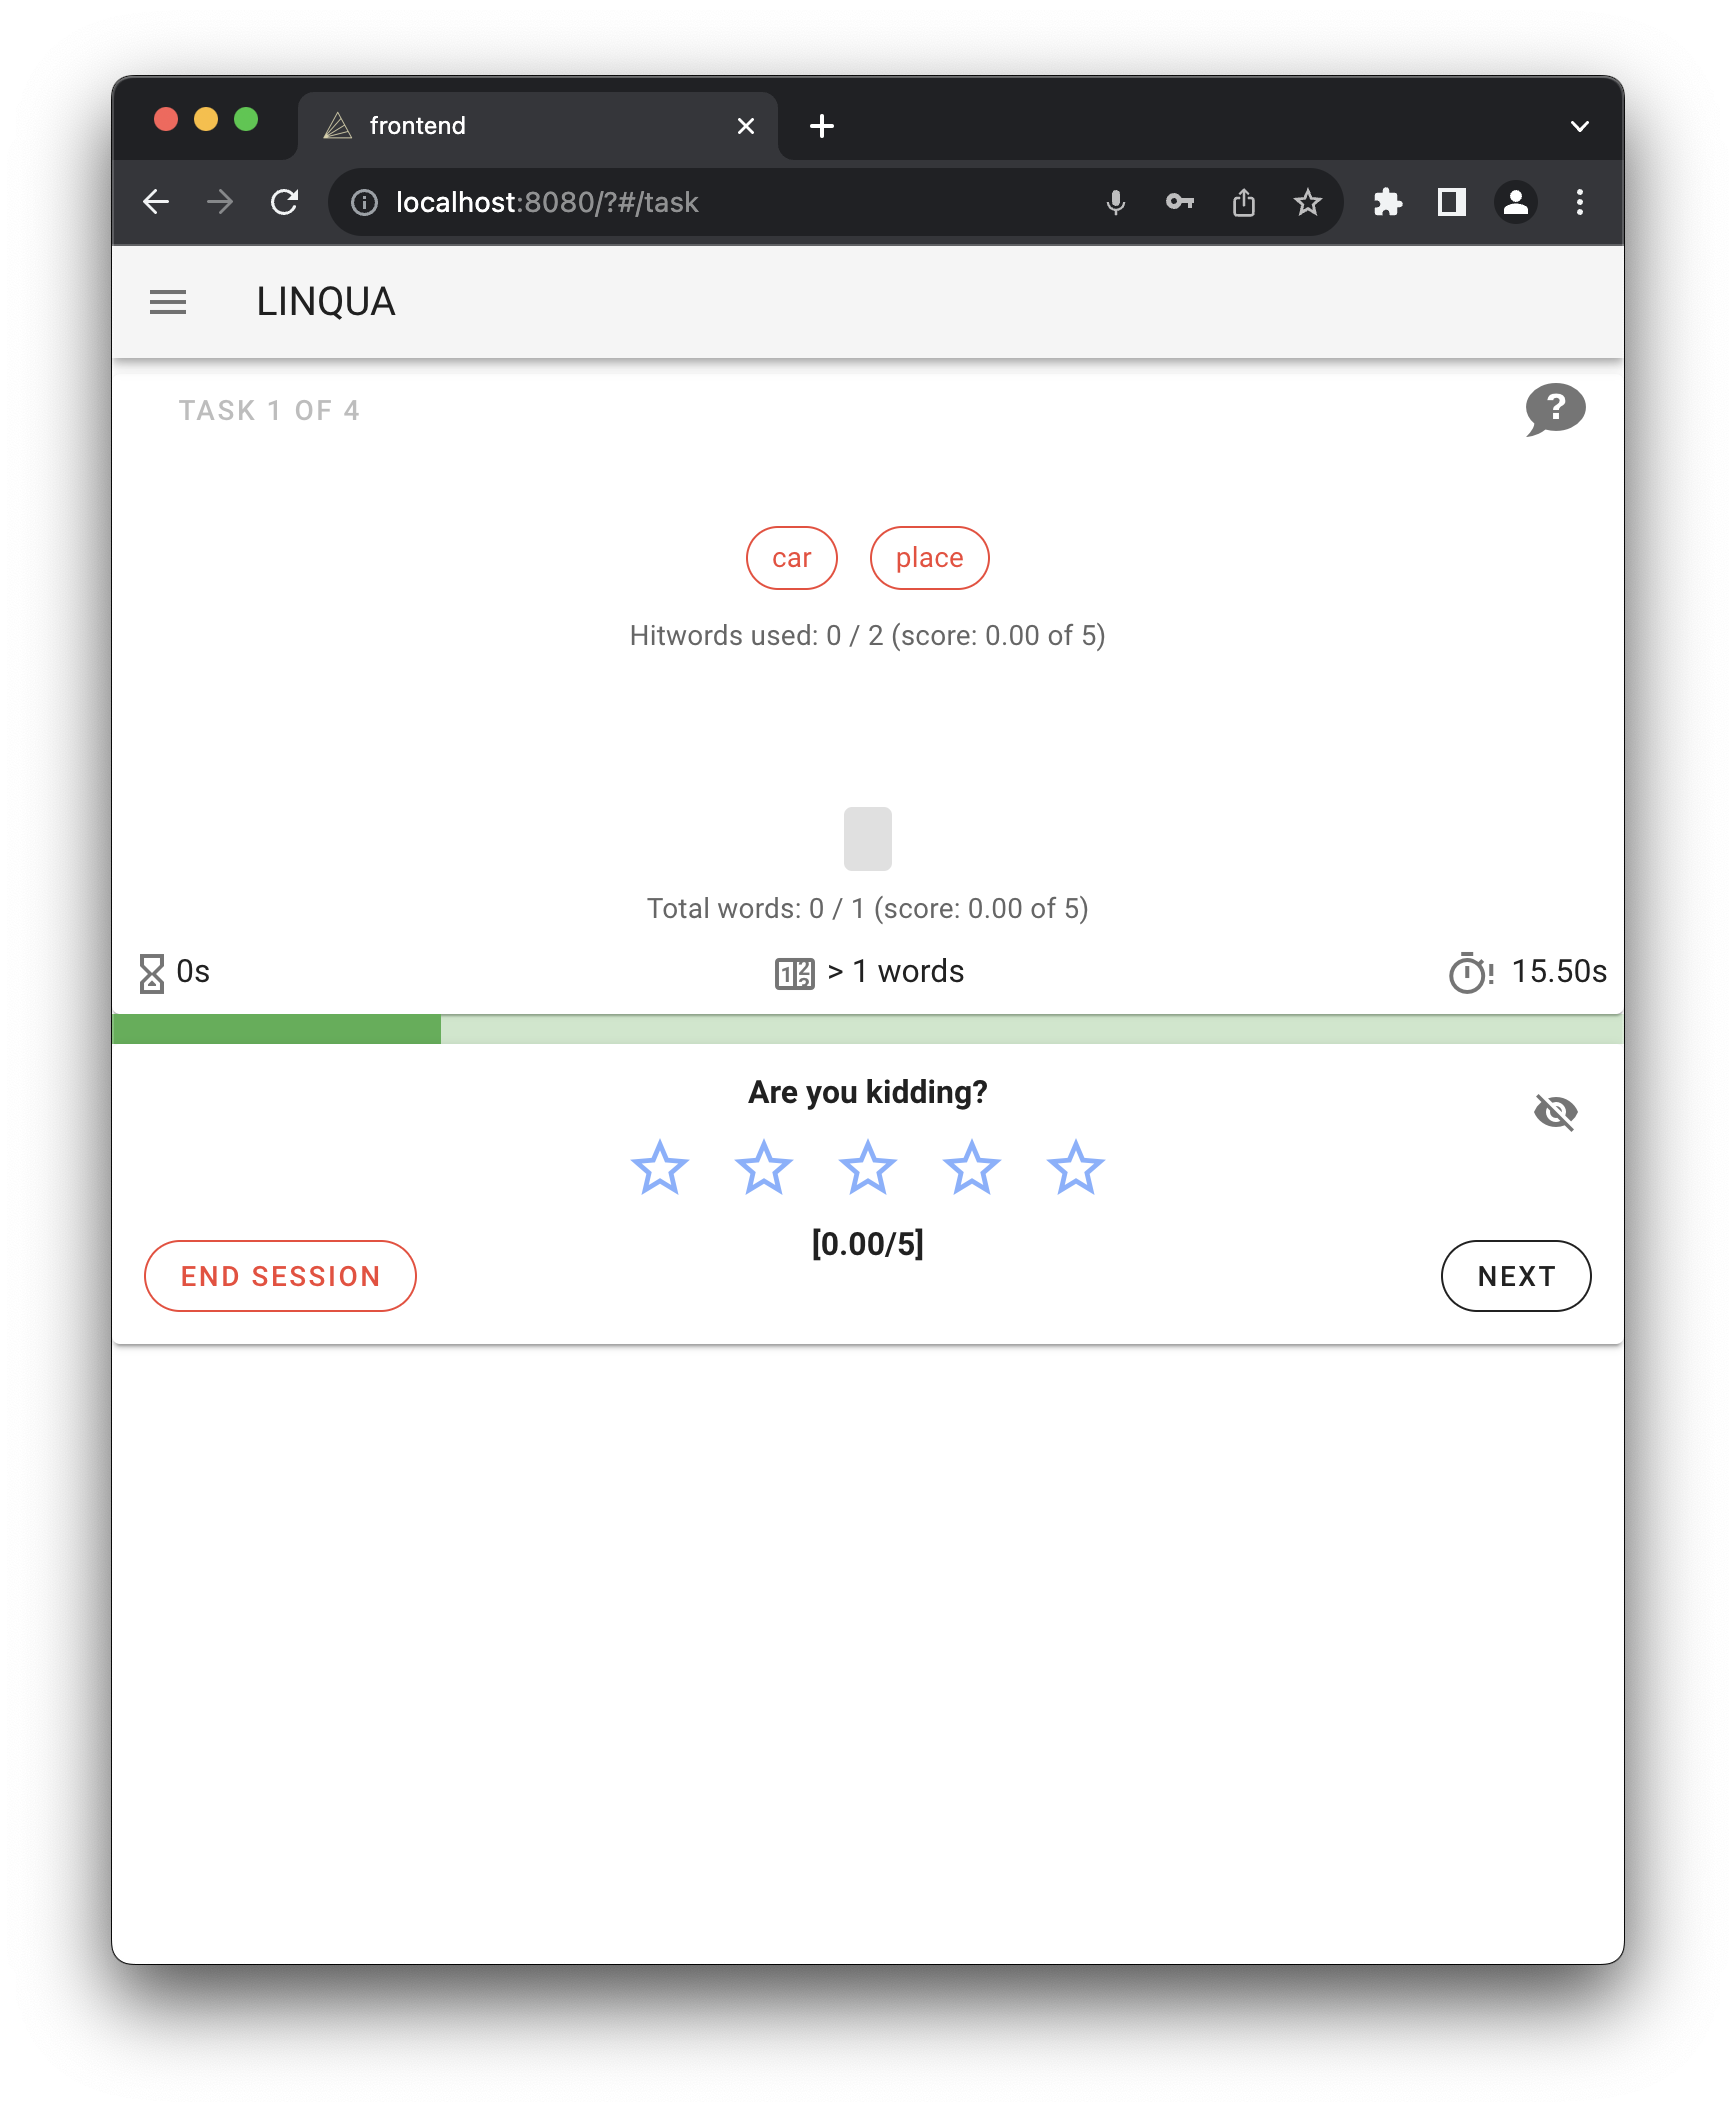 frontend
localhost:8080/?#/task
LINQUA
TASK 1 OF 4
?
car place
Hitwords used: 0 / 2 (score: 0.00 of 5)
Total words: 0 / 1 (score: 0.00 of 5)
0s > 1 words 15.50s
Are you kidding?
[0.00/5]
END SESSION NEXT